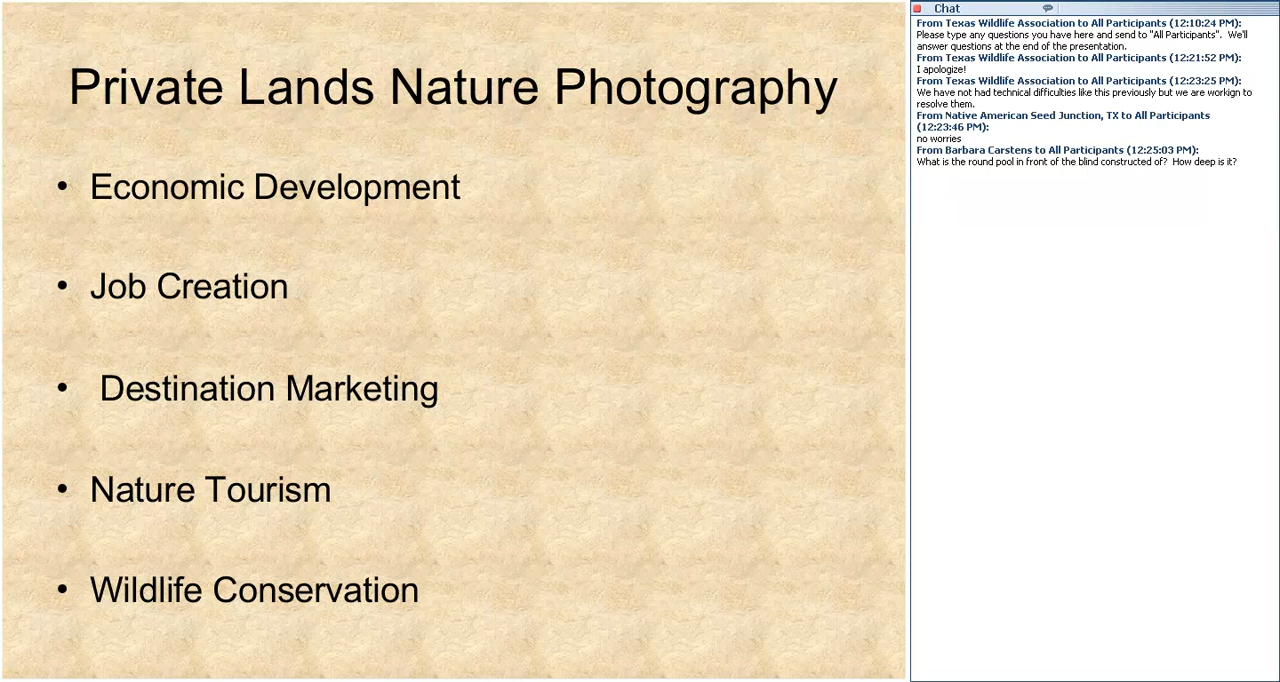 Private Lands Nature Photography
• Economic Development
• Job Creation
• Destination Marketing
• Nature Tourism
• Wildlife Conservation
Chat
From Texas Wildlife Association to All Participants (12:10:24 PM):
Please type any questions you have here and send to "All Participants". We'll
answer questions at the end of the presentation.
From Texas Wildlife Association to All Participants (12:21:52 PM):
I apologize!
From Texas Wildlife Association to All Participants (12:23:25 PM):
We have not had technical difficulties like this previously but we are workign to
resolve them.
From Native American Seed Junction, TX to All Participants
(12:23:46 PM):
no worries
From Barbara Carstens to All Participants (12:25:03 PM):
What is the round pool in front of the blind constructed of? How deep is it?